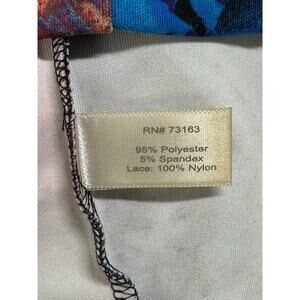 RN# 73163
95% Polyester
5% Spandex
Lace: 100% Nylon